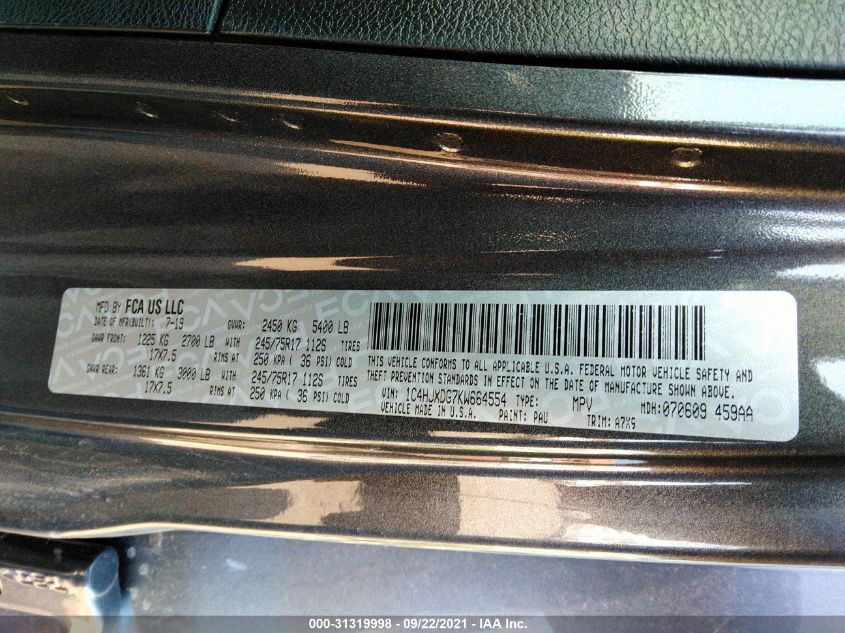 MFD BY FCA US LLC
DATE OF MFR(BUILT): 7-19 GVWR: 2450 KG 5400 LB
GAWR FRONT: 1225 KG 2700 LB WITH 245/75R17 112S TIRES
17X7.5 RIMS AT 250 KPA ( 36 PSI) COLD
GAWR REAR: 1361 KG 3000 LB WITH 245/75R17 112S TIRES
17X7.5 RIMS AT 250 KPA ( 36 PSI) COLD
THIS VEHICLE CONFORMS TO ALL APPLICABLE U.S.A. FEDERAL MOTOR VEHICLE SAFETY AND
THEFT PREVENTION STANDARDS IN EFFECT ON THE DATE OF MANUFACTURE SHOWN ABOVE.
VIN: 1C4HJXDG7KW664554 TYPE: MPV MDH: 070609 459AA
VEHICLE MADE IN U.S.A. PAINT: PAU TRIM: A7X9
000-31319998 - 09/22/2021 - IAA Inc.